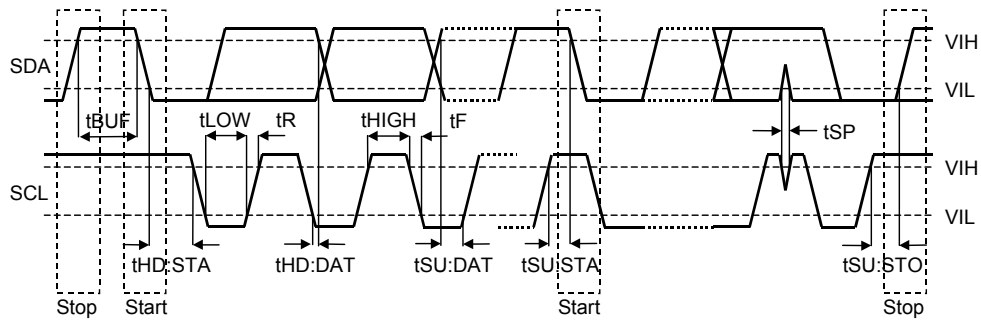 VIH
SDA
VIL
tBUF tLOW tR tHIGH tF tSP
VIH
SCL
VIL
tHD:STA tHD:DAT tSU:DAT tSU:STA tSU:STO
Stop Start Start Stop